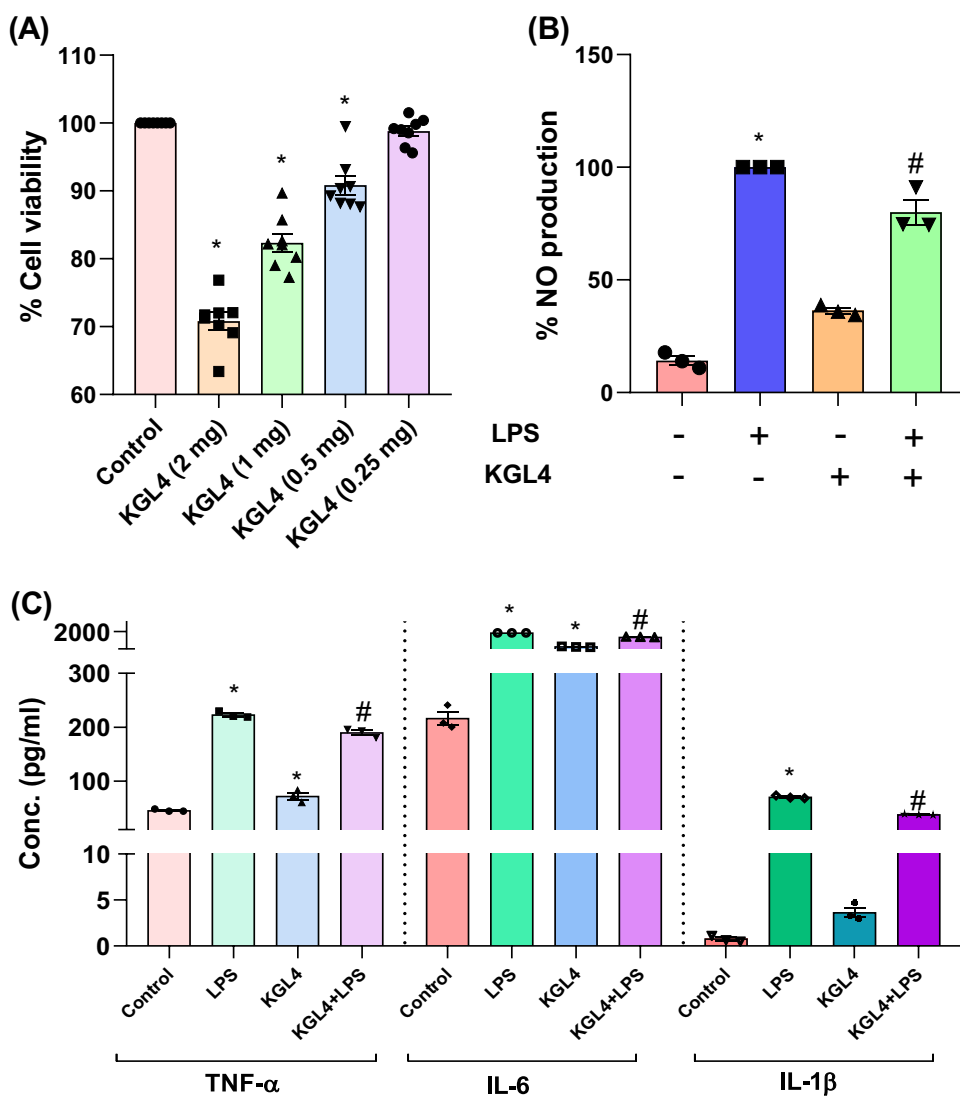 (A)
% Cell viability
110
100
90
80
70
60
*
*
*
Control
KGL4 (2 mg)
KGL4 (1 mg)
KGL4 (0.5 mg)
KGL4 (0.25 mg)
(B)
% NO production
150
100
50
0
*
#
LPS - + - +
KGL4 - - + +
(C)
Conc. (pg/ml)
2000
300
200
100
10
5
0
* * #
* #
*
* #
Control
LPS
KGL4
KGL4+LPS
Control
LPS
KGL4
KGL4+LPS
Control
LPS
KGL4
KGL4+LPS
TNF-α
IL-6
IL-1β